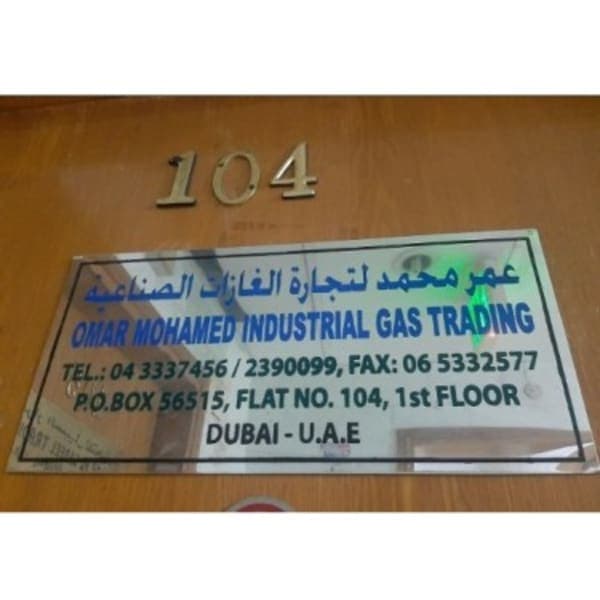 104
عمر محمد لتجارة الغازات الصناعية
OMAR MOHAMED INDUSTRIAL GAS TRADING
TEL.: 04 3337456 / 2390099, FAX: 06 5332577
P.O.BOX 56515, FLAT NO. 104, 1st FLOOR
DUBAI - U.A.E